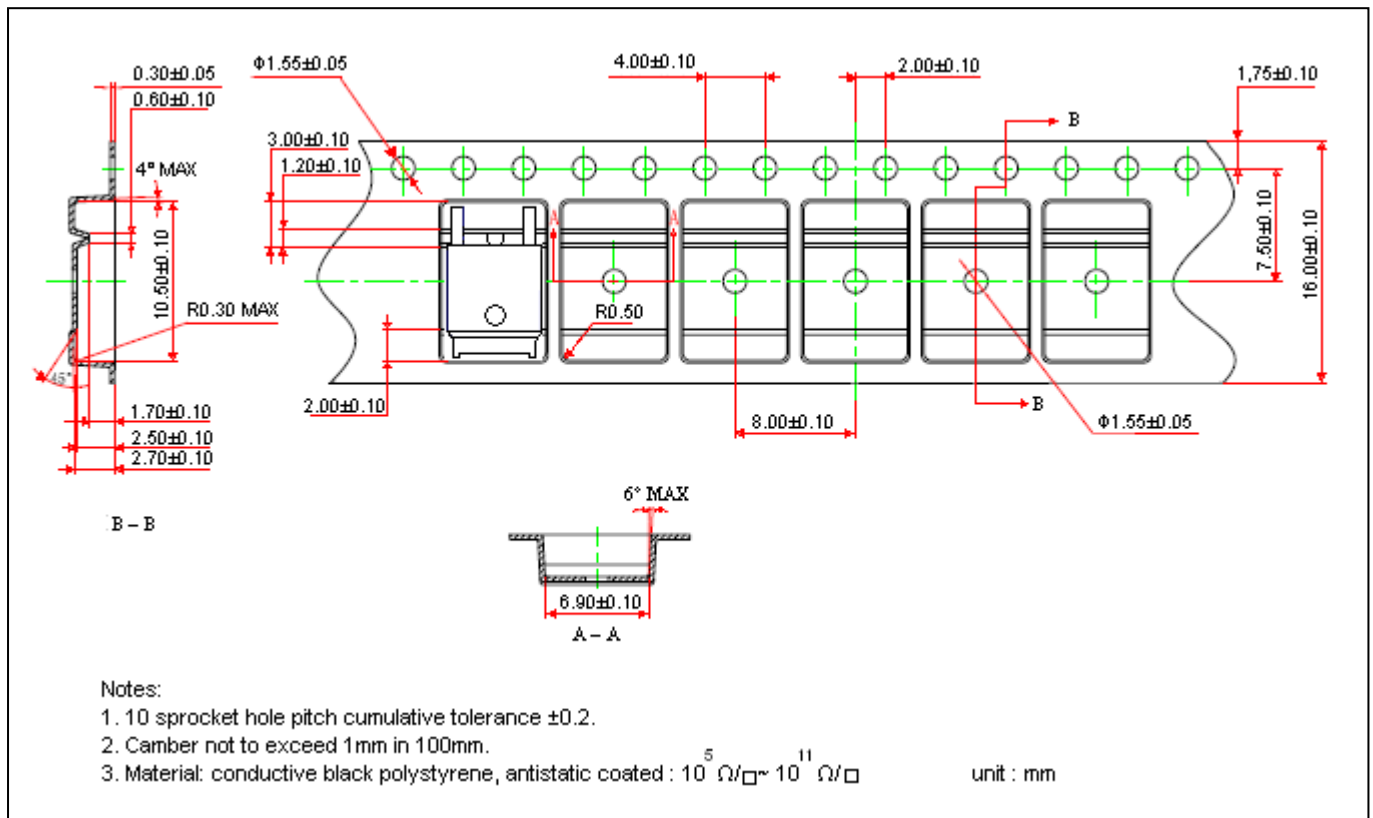 0.30±0.05
Φ1.55±0.05
4.00±0.10
2.00±0.10
1,75±0.10
0.60±0.10
B
3.00±0.10
1.20±0.10
4° MAX
A
A
7.50±0.10
16.00±0.10
10.50±0.10
R0.30 MAX
R0.50
45°
2.00±0.10
B
1.70±0.10
8.00±0.10
Φ1.55±0.05
2.50±0.10
2.70±0.10
6° MAX
B – B
6.90±0.10
A – A
Notes:
1. 10 sprocket hole pitch cumulative tolerance ±0.2.
2. Camber not to exceed 1mm in 100mm.
3. Material: conductive black polystyrene, antistatic coated : 10⁵ Ω/□~ 10¹¹ Ω/□ unit : mm